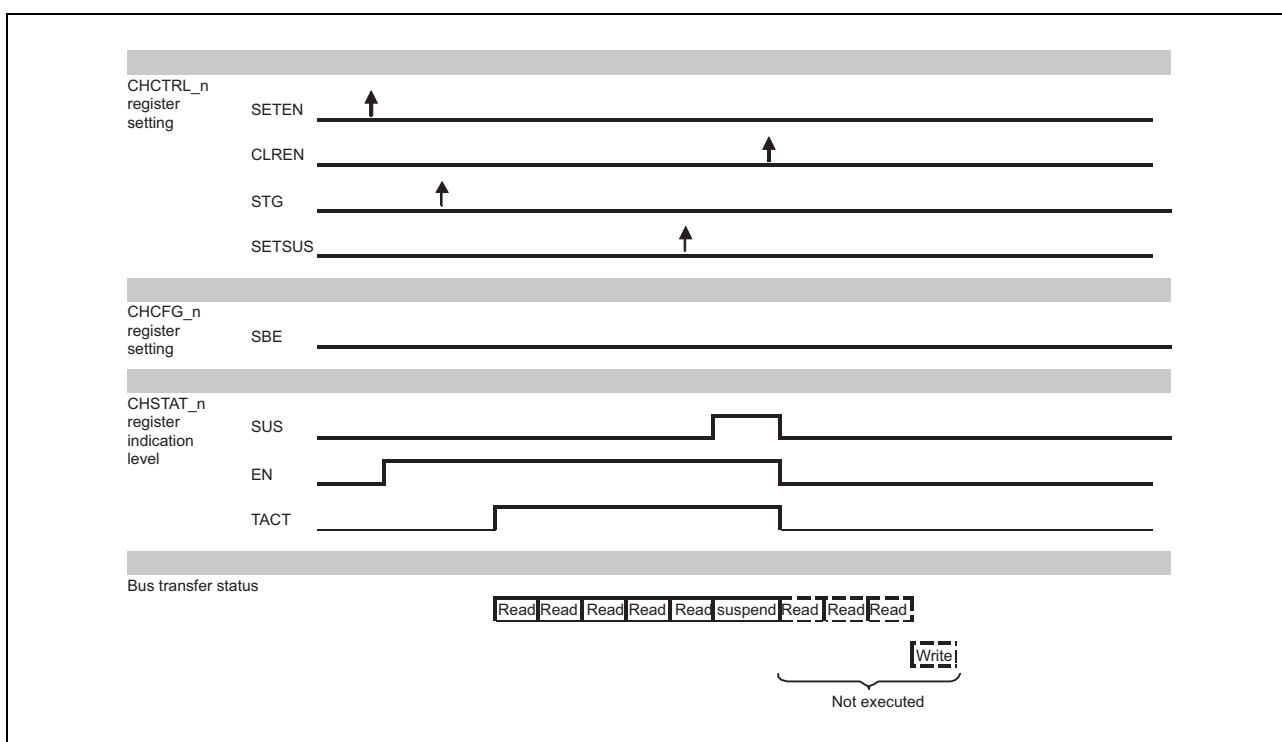 CHCTRL_n
register
setting
SETEN
CLREN
STG
SETSUS
CHCFG_n
register
setting
SBE
CHSTAT_n
register
indication
level
SUS
EN
TACT
Bus transfer status
Read Read Read Read Read suspend Read Read Read
Write
Not executed